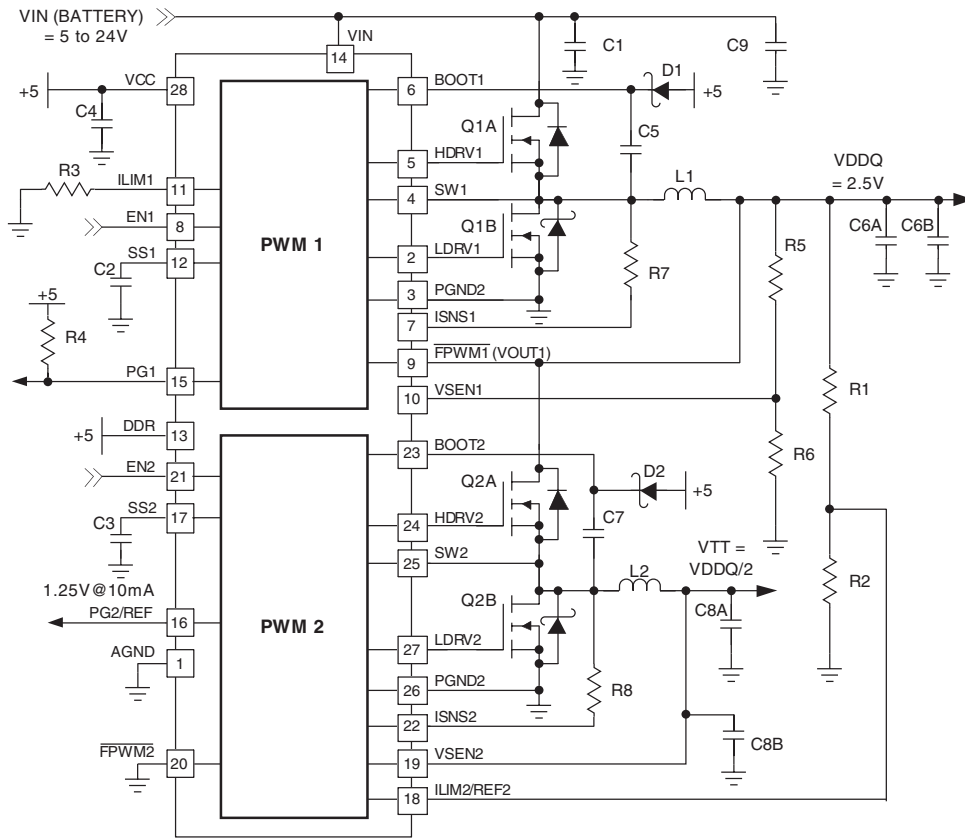 VIN (BATTERY)
= 5 to 24V
VIN
14
C1
C9
VCC
28
+5
C4
6
BOOT1
D1
+5
Q1A
C5
R3
ILIM1
11
5
HDRV1
EN1
8
4
SW1
L1
VDDQ
= 2.5V
PWM 1
Q1B
C6A
C6B
SS1
12
C2
2
LDRV1
R5
R7
3
PGND2
+5
7
ISNS1
R4
9
FPWM1 (VOUT1)
PG1
15
10
VSEN1
R1
+5
DDR
13
23
BOOT2
R6
EN2
21
Q2A
D2
+5
SS2
17
C3
24
HDRV2
C7
25
SW2
VTT =
VDDQ/2
L2
R2
1.25V@10mA
PG2/REF
16
PWM 2
Q2B
C8A
27
LDRV2
AGND
1
26
PGND2
R8
22
ISNS2
C8B
FPWM2
20
19
VSEN2
18
ILIM2/REF2